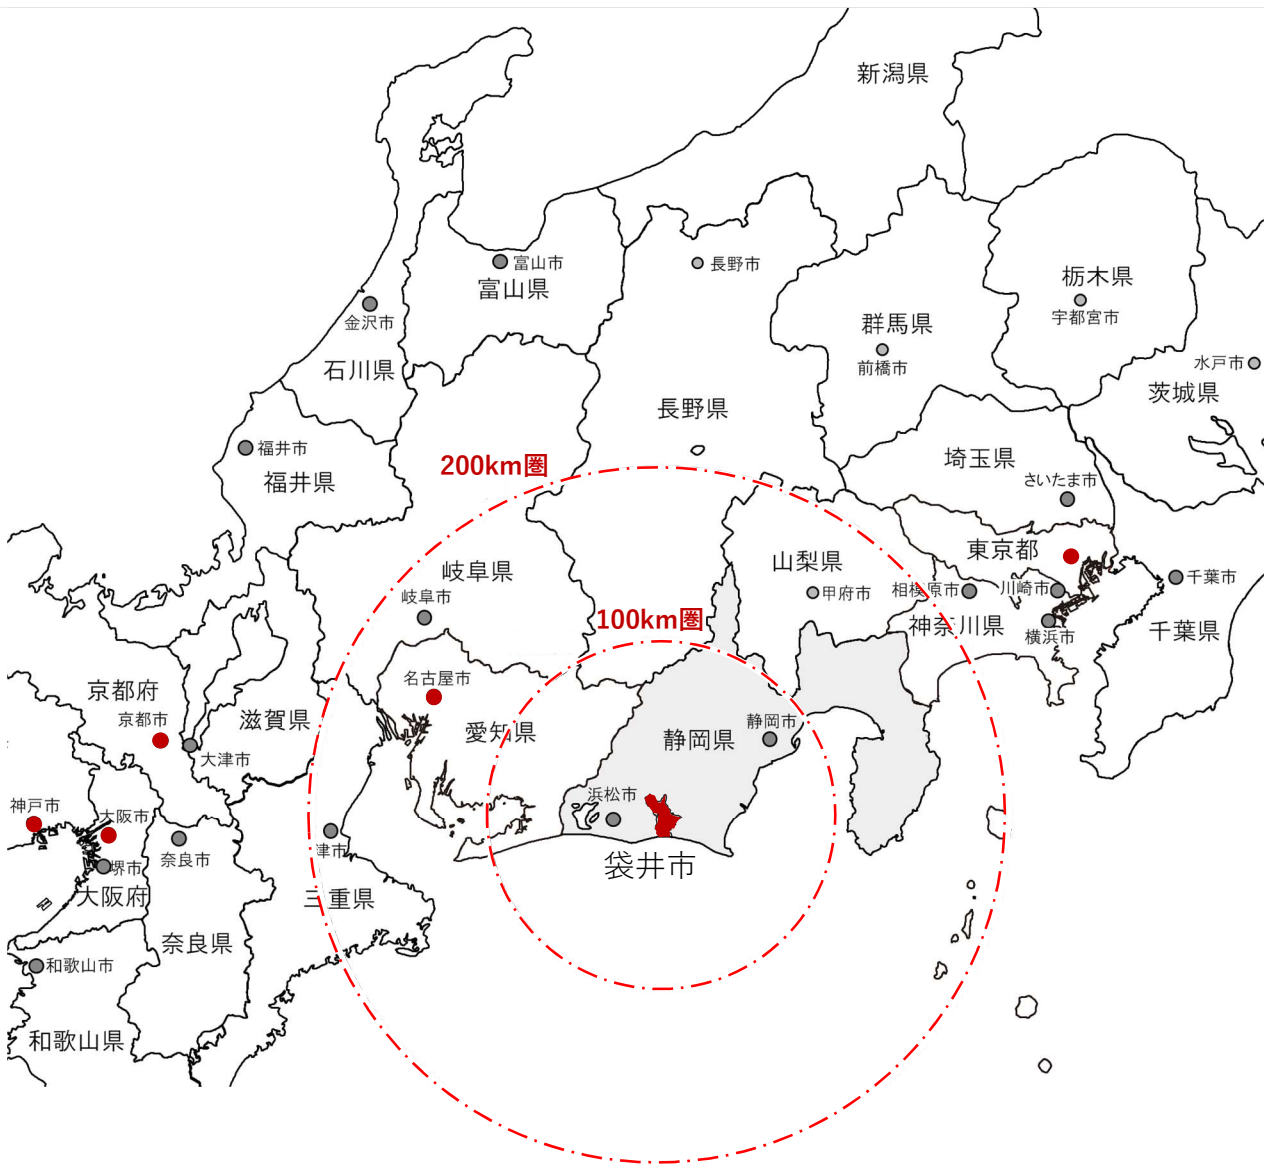 新潟県
富山市
富山県
長野市
栃木県
宇都宮市
金沢市
石川県
群馬県
前橋市
水戸市
茨城県
長野県
福井市
福井県
200km圏
埼玉県
さいたま市
東京都
岐阜県
岐阜市
山梨県
甲府市
相模原市
川崎市
千葉市
100km圏
神奈川県
横浜市
千葉県
名古屋市
京都府
京都市
滋賀県
大津市
愛知県
静岡県
静岡市
浜松市
神戸市
大阪市
奈良市
堺市
大阪府
津市
袋井市
三重県
奈良県
和歌山市
和歌山県